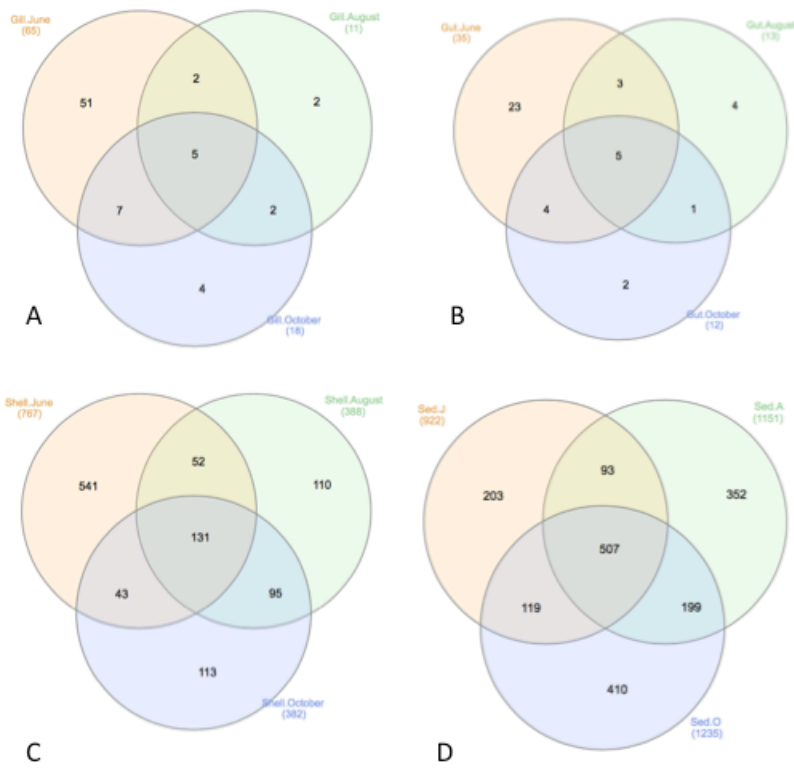 Gill.June
(65)
Gill.August
(11)
51
2
2
5
7
2
4
Gill.October
(18)
A
Gut.June
(35)
Gut.August
(13)
23
3
4
5
4
1
2
Gut.October
(12)
B
Shell.June
(767)
Shell.August
(388)
541
52
110
131
43
95
113
Shell.October
(382)
C
Sed.J
(922)
Sed.A
(1151)
203
93
352
507
119
199
410
Sed.O
(1235)
D